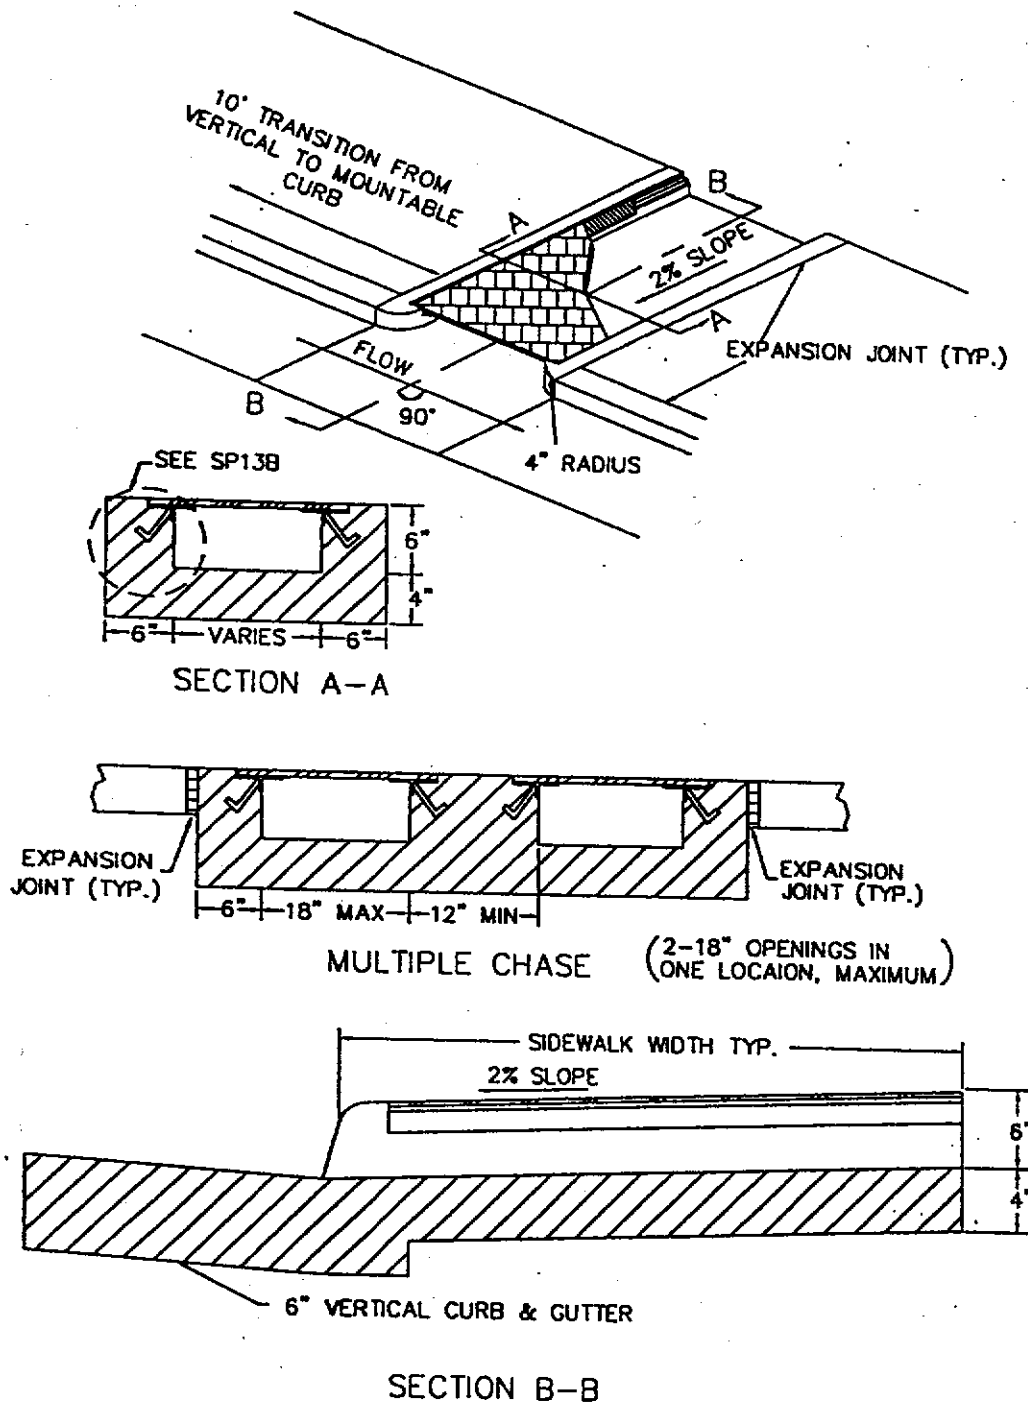 10' TRANSITION FROM
VERTICAL TO MOUNTABLE
CURB
A
B
2% SLOPE
A
EXPANSION JOINT (TYP.)
FLOW
B
90°
4" RADIUS
SEE SP13B
6"
4"
6"
VARIES
6"
SECTION A-A
EXPANSION
JOINT (TYP.)
EXPANSION
JOINT (TYP.)
6"
18" MAX
12" MIN
MULTIPLE CHASE
(2-18" OPENINGS IN
ONE LOCAION, MAXIMUM)
SIDEWALK WIDTH TYP.
2% SLOPE
6"
4"
6" VERTICAL CURB & GUTTER
SECTION B-B